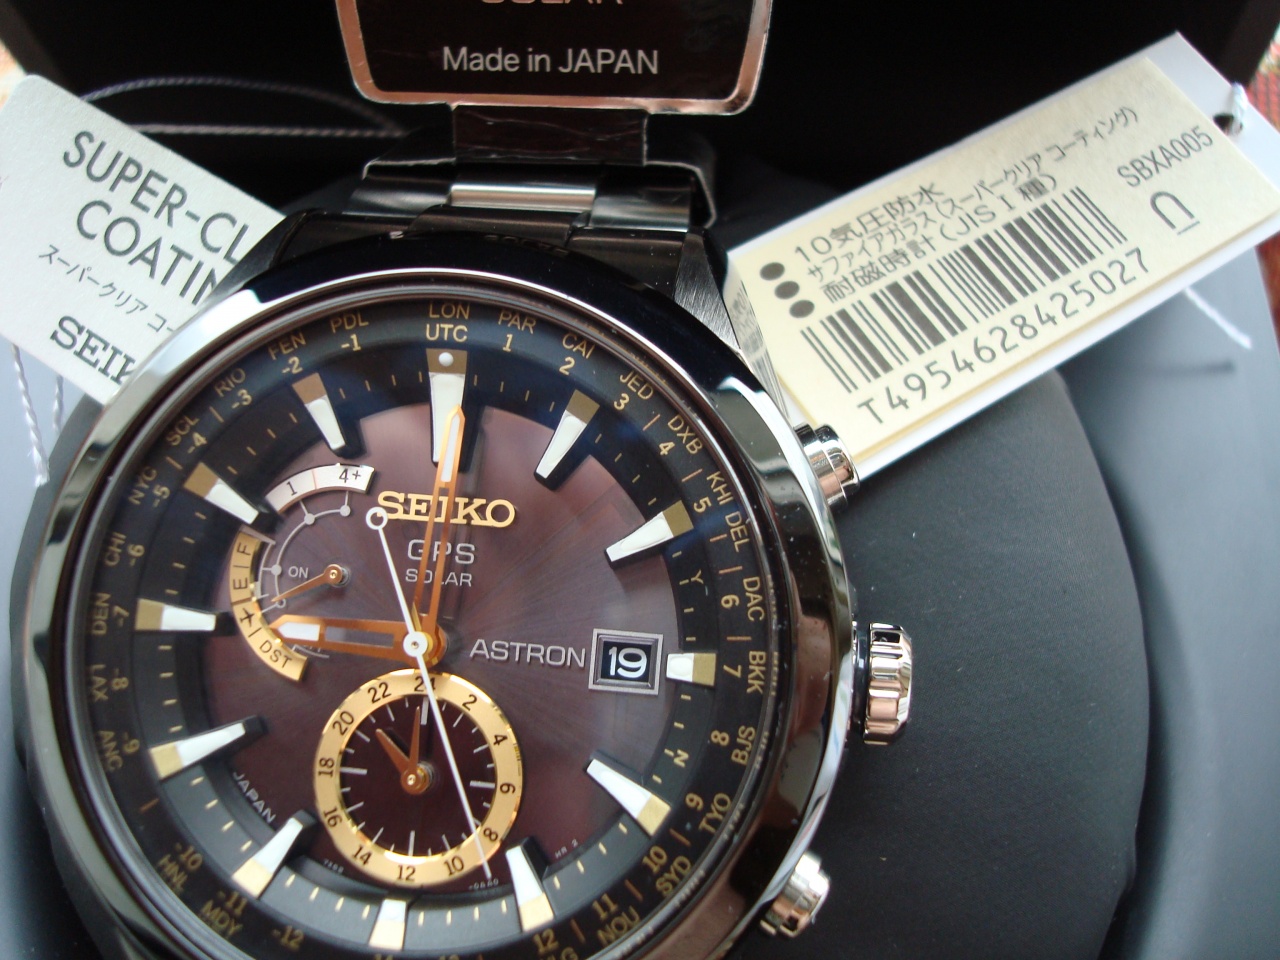 Made in JAPAN
SUPER-CL
COATIN
スーパークリア コー
SEIK
10気圧防水
サファイアガラス(スーパークリア コーティング)
耐磁時計(JIS I 種)
SBXA005
T4954628425027
LON
UTC
PAR
1
CAI
2
JED
3
DXB
4
KHI
5
DEL
DAC
6
BKK
7
8
9
TYO
10
SYD
11
NOU
12
-12
MDY
-11
HNL
-10
ANC
-9
LAX
-8
DEN
-7
CHI
-6
NYC
-5
SCL
-4
RIO
-3
FEN
-2
PDL
-1
Y
N
1
4+
SEIKO
GPS
SOLAR
ON
F
E
DST
ASTRON
19
2
4
6
8
10
12
14
16
18
20
22
JAPAN